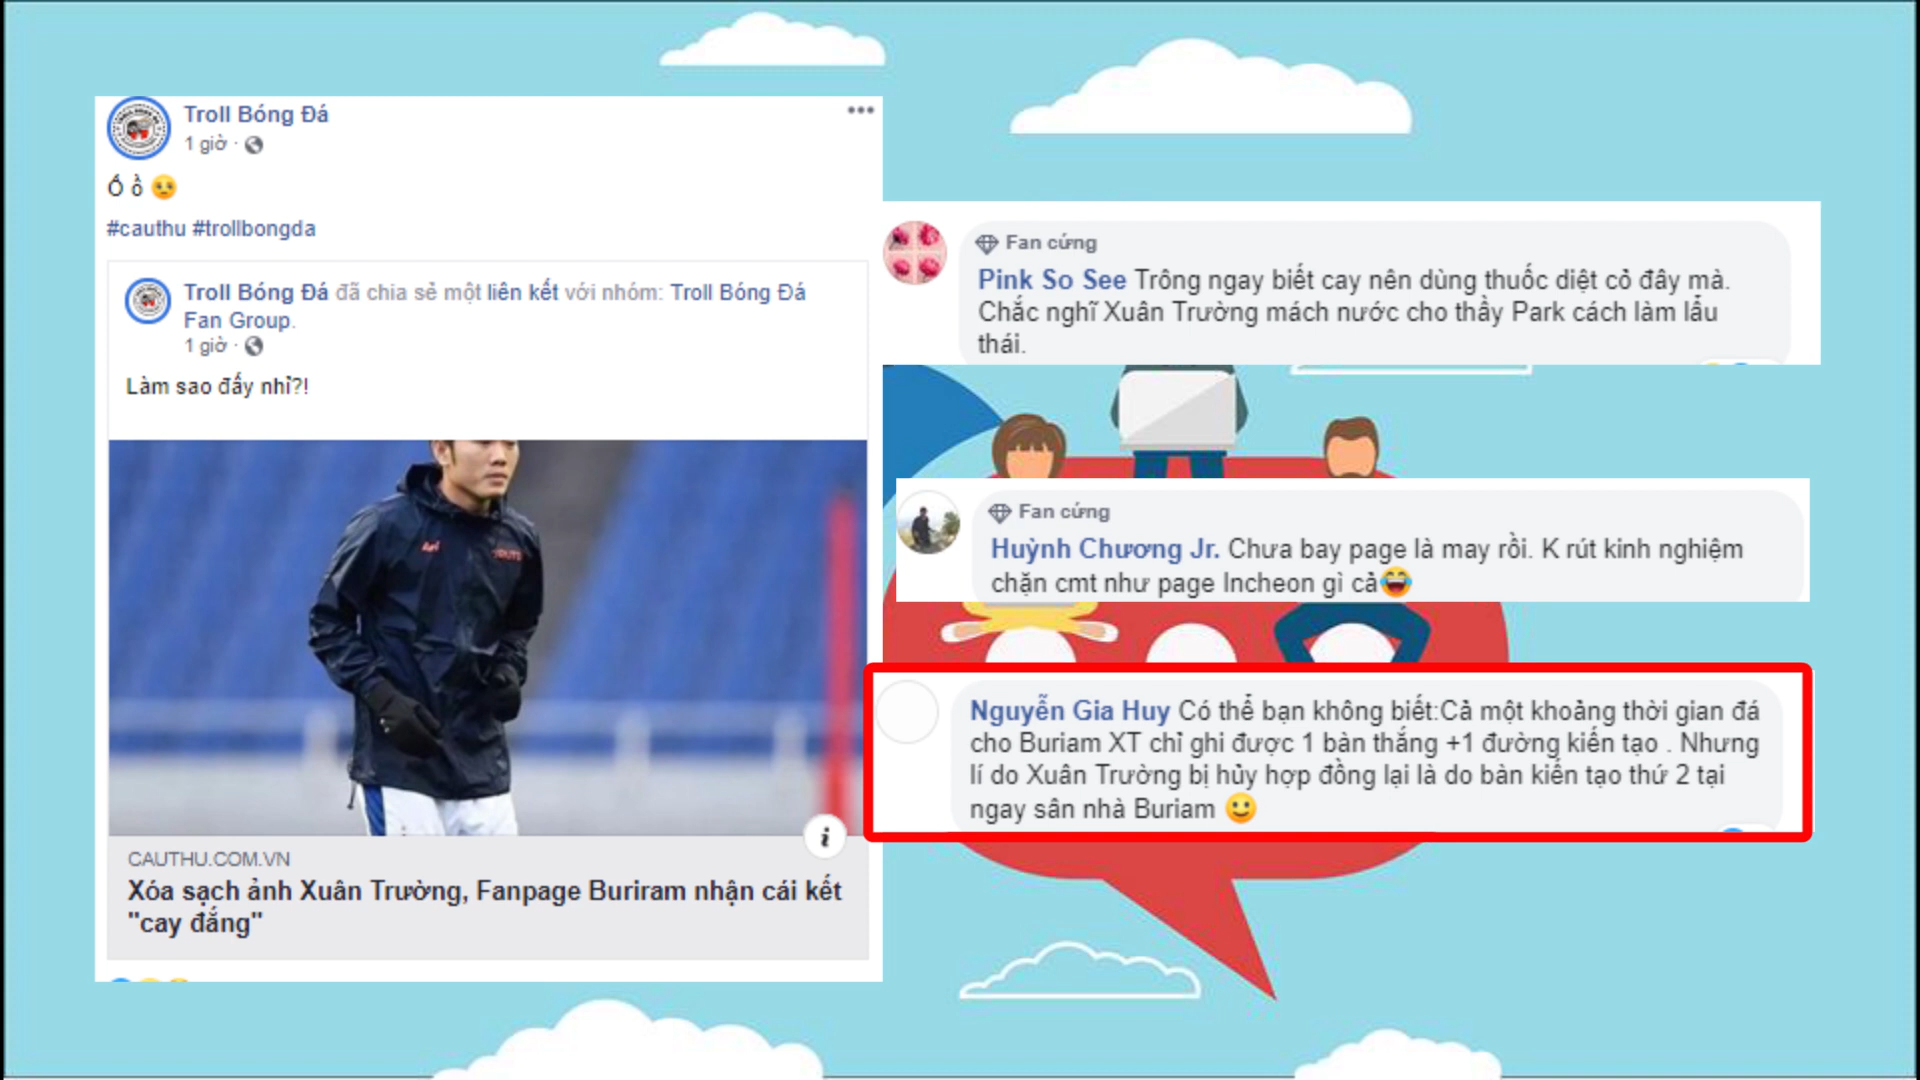 Troll Bóng Đá
1 giờ ·
Ố ồ
#cauthu #trollbongda
Troll Bóng Đá đã chia sẻ một liên kết với nhóm: Troll Bóng Đá
Fan Group.
1 giờ ·
Làm sao đấy nhỉ?!
CAUTHU.COM.VN
Xóa sạch ảnh Xuân Trường, Fanpage Buriram nhận cái kết
"cay đắng"
Fan cứng
Pink So See Trông ngay biết cay nên dùng thuốc diệt cỏ đây mà.
Chắc nghĩ Xuân Trường mách nước cho thầy Park cách làm lẩu
thái.
Fan cứng
Huỳnh Chương Jr. Chưa bay page là may rồi. K rút kinh nghiệm
chặn cmt như page Incheon gì cả😂
Nguyễn Gia Huy Có thể bạn không biết:Cả một khoảng thời gian đá
cho Buriam XT chỉ ghi được 1 bàn thắng +1 đường kiến tạo . Nhưng
lí do Xuân Trường bị hủy hợp đồng lại là do bàn kiến tạo thứ 2 tại
ngay sân nhà Buriam 🙂